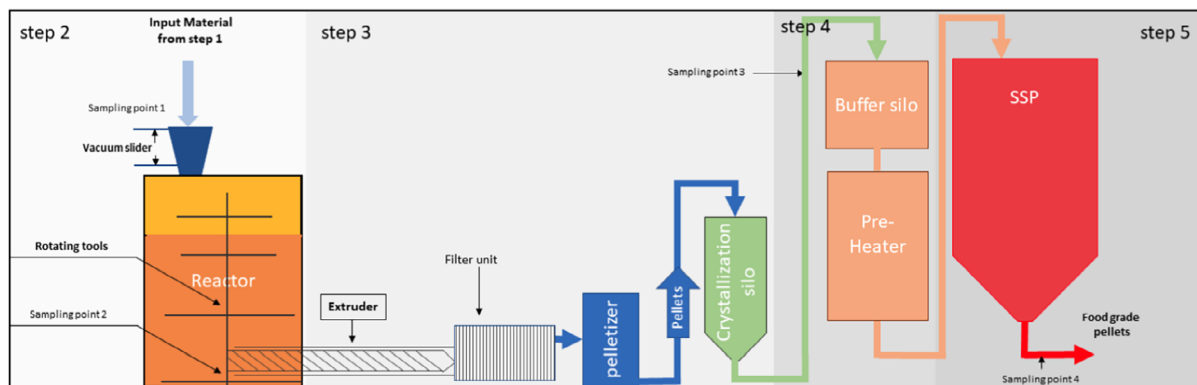 step 2
Input Material
from step 1
Sampling point 1
Vacuum slider
Rotating tools
Reactor
Sampling point 2
step 3
Extruder
Filter unit
pelletizer
Pellets
Crystallization
silo
step 4
Sampling point 3
Buffer silo
Pre-
Heater
step 5
SSP
Food grade
pellets
Sampling point 4